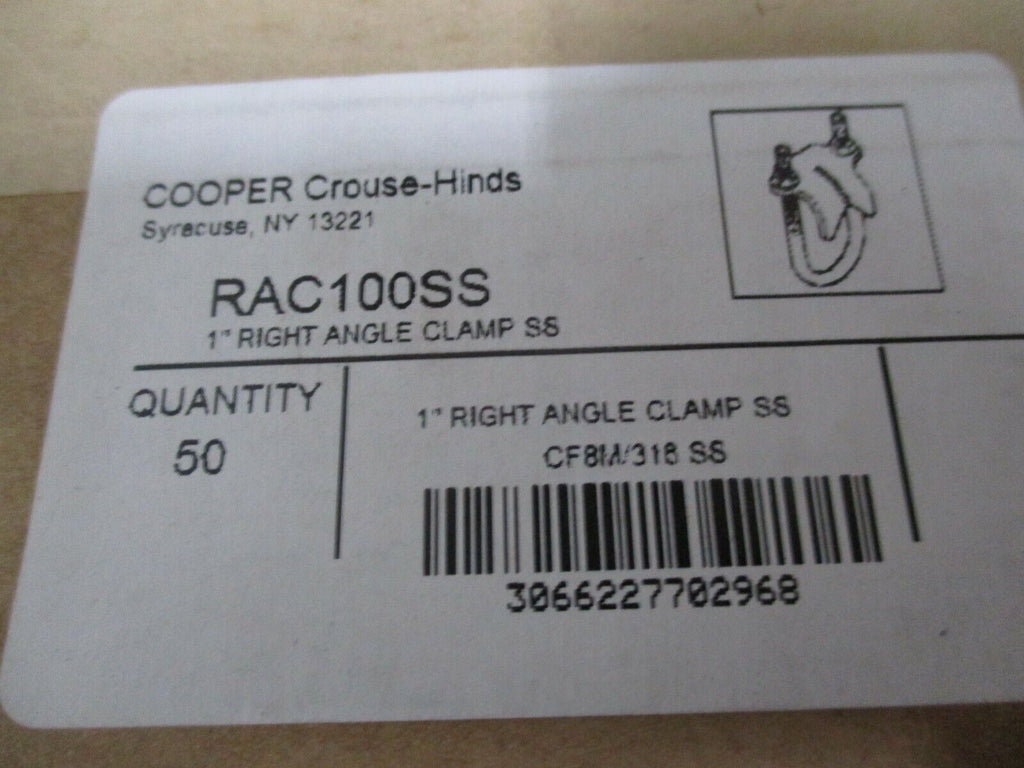 COOPER Crouse-Hinds
Syracuse, NY 13221
RAC100SS
1" RIGHT ANGLE CLAMP SS
QUANTITY
50
1" RIGHT ANGLE CLAMP SS
CF8M/316 SS
3066227702968